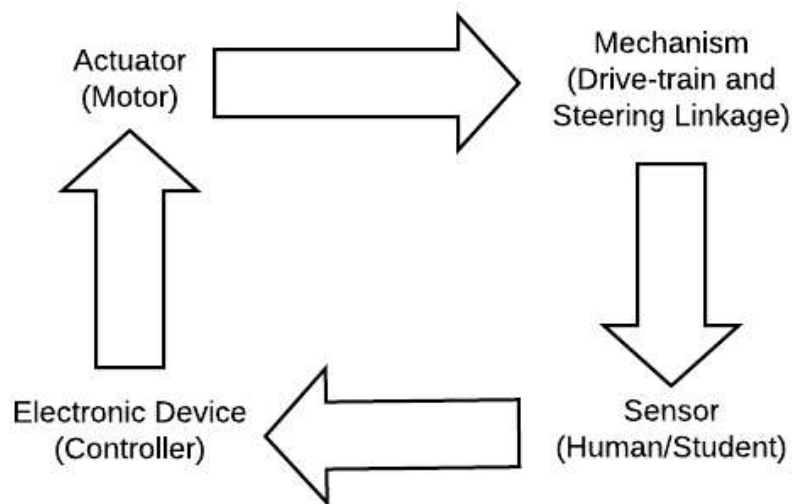 Actuator
(Motor)
Mechanism
(Drive-train and
Steering Linkage)
Electronic Device
(Controller)
Sensor
(Human/Student)